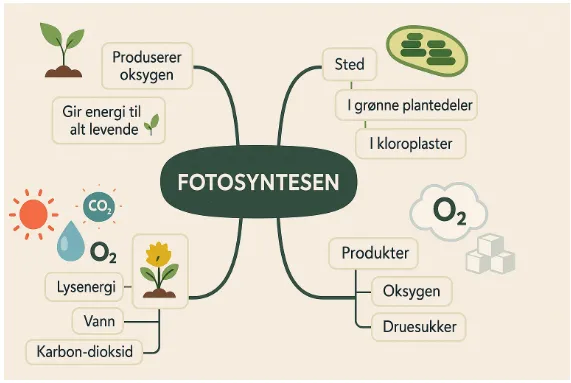 Produserer
oksygen
Gir energi til
alt levende
Sted
I grønne plantedeler
I kloroplaster
FOTOSYNTESEN
CO₂
O₂
Lysenergi
Vann
Karbon-dioksid
O₂
Produkter
Oksygen
Druesukker